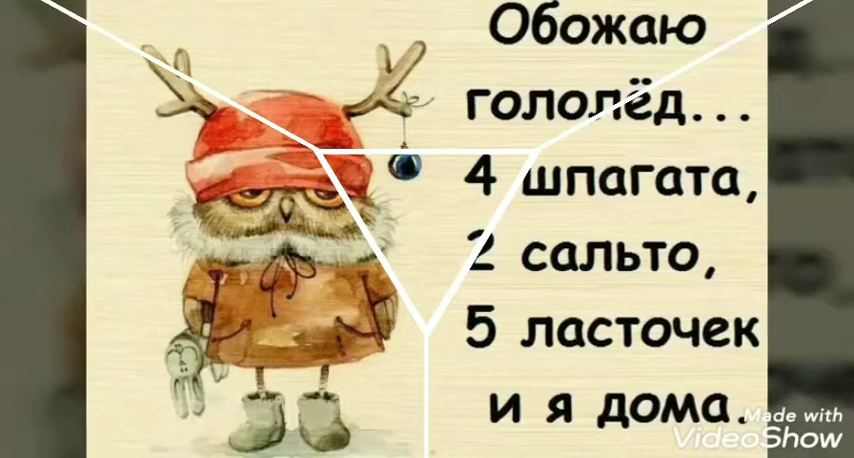 Обожаю
гололёд...
4 шпагата,
2 сальто,
5 ласточек
и я дома.
Made with
VideoShow